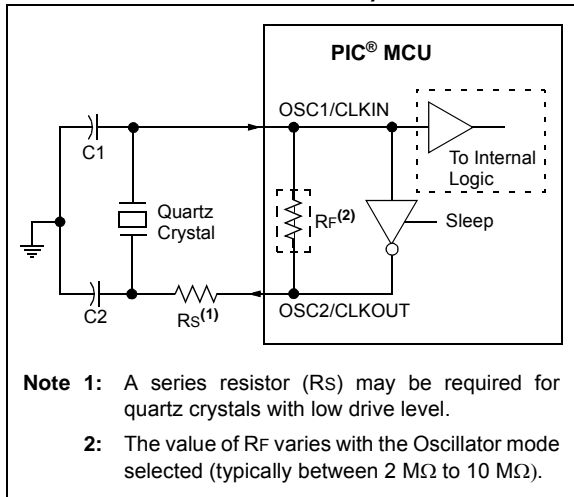 PIC® MCU
OSC1/CLKIN
C1
To Internal
Logic
Quartz
Crystal
RF(2)
Sleep
C2
RS(1)
OSC2/CLKOUT
Note 1: A series resistor (RS) may be required for
quartz crystals with low drive level.
2: The value of RF varies with the Oscillator mode
selected (typically between 2 MΩ to 10 MΩ).